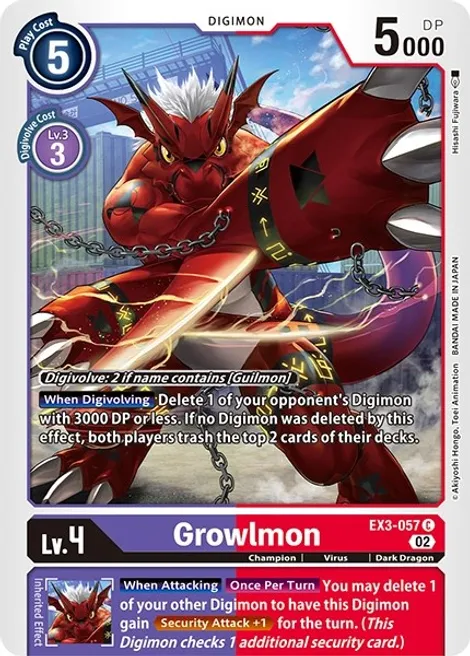 Play Cost
5
DIGIMON
DP
5000
Digivolve Cost
Lv.3
3
Hisashi Fujiwara
© Akiyoshi Hongo, Toei Animation BANDAI MADE IN JAPAN
Digivolve: 2 if name contains [Guilmon]
When Digivolving Delete 1 of your opponent's Digimon
with 3000 DP or less. If no Digimon was deleted by this
effect, both players trash the top 2 cards of their decks.
EX3-057 C
02
Lv.4
Growlmon
Champion | Virus | Dark Dragon
Inherited Effect
When Attacking Once Per Turn You may delete 1
of your other Digimon to have this Digimon
gain Security Attack +1 for the turn. (This
Digimon checks 1 additional security card.)